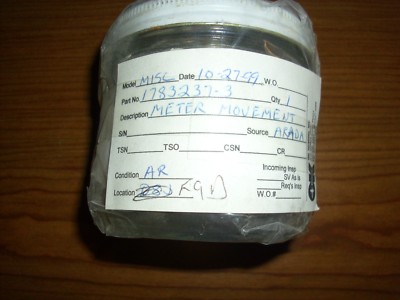 Model MISC Date 10-27-99 W.O.
Part No. 1783237-3 Qty 1
Description METER MOVEMENT
S/N Source ARADA
TSN TSO CSN CR
Incoming Insp
Condition AR SV As is
Req's Insp
Location K9D W.O.#